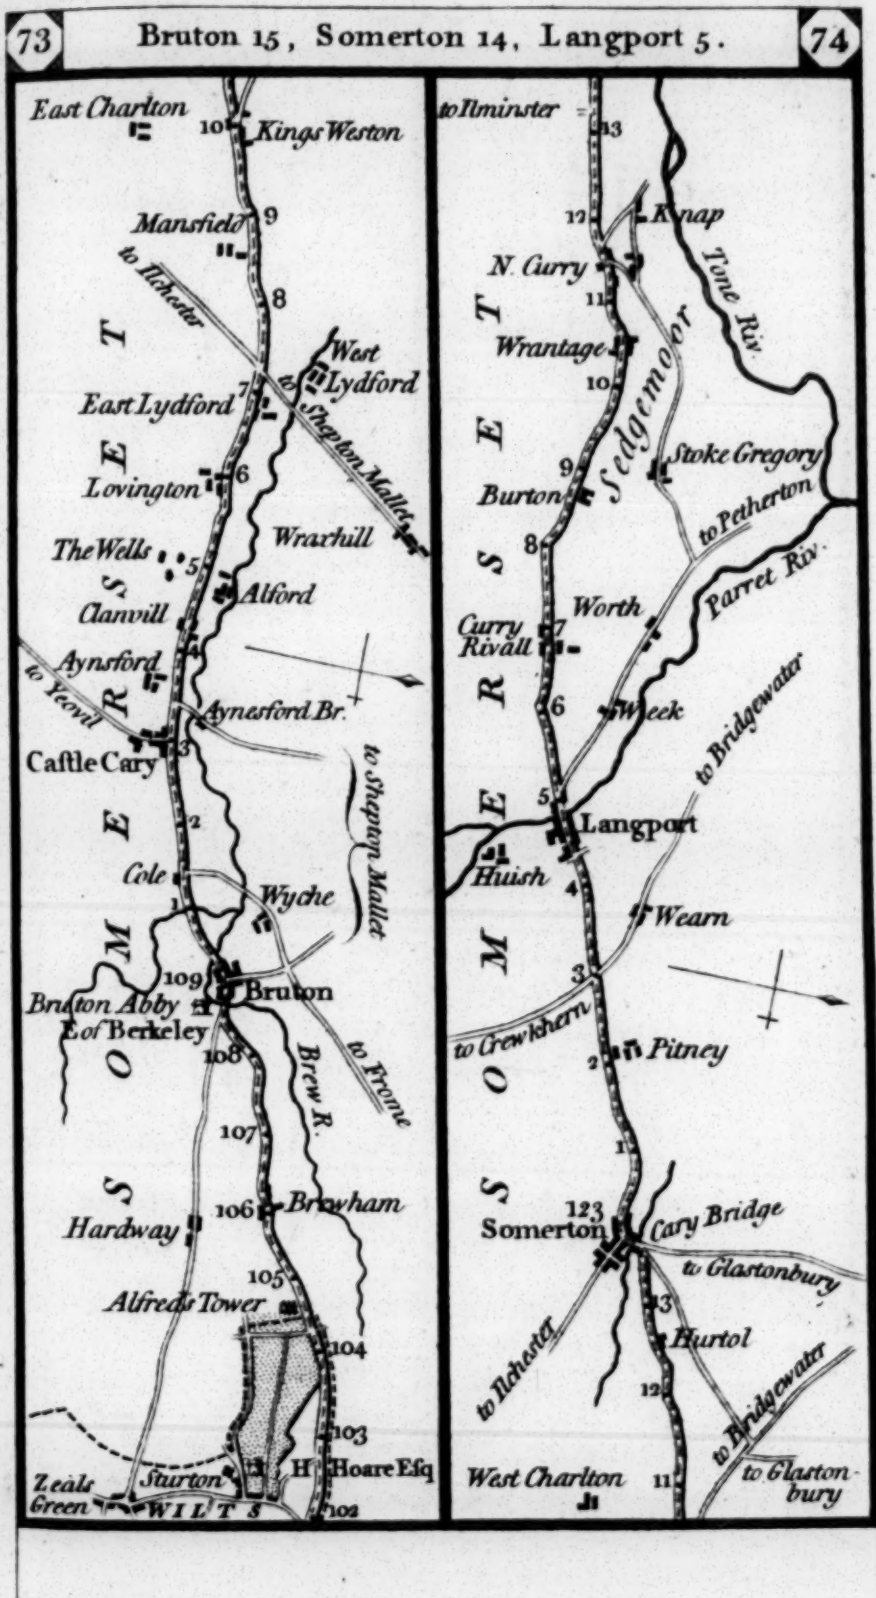 73
Bruton 15, Somerton 14, Langport 5.
74
East Charlton
10
Kings Weston
Mansfield
9
to Ilchester
8
West
Lydford
7
East Lydford
to Shepton Mallet
6
Lovington
Wraxhill
The Wells
5
Alford
Clanvill
4
Aynsford
to Yeovil
Aynesford Br.
Castle Cary
3
to Shepton Mallet
2
Cole
Wyche
1
109
Bruton Abby
Bruton
E of Berkeley
108
Brew R.
to Frome
107
106
Brewham
Hardway
105
Alfred's Tower
104
103
H Hoare Esq
Sturton
Zeals
Green
WILTS
102
SOMERSET
to Ilminster
13
12
Knap
N. Curry
Tone Riv.
11
Wrantage
10
Sedgemoor
9
Stoke Gregory
Burton
to Petherton
8
Parret Riv.
Worth
Curry
Rivall
7
6
Week
to Bridgewater
5
Langport
Huish
4
Wearn
3
to Crewkhern
2
Pitney
1
123
Somerton
Cary Bridge
to Glastonbury
13
to Ilchester
Hurtol
12
to Bridgewater
West Charlton
11
to Glaston-
bury
SOMERSET